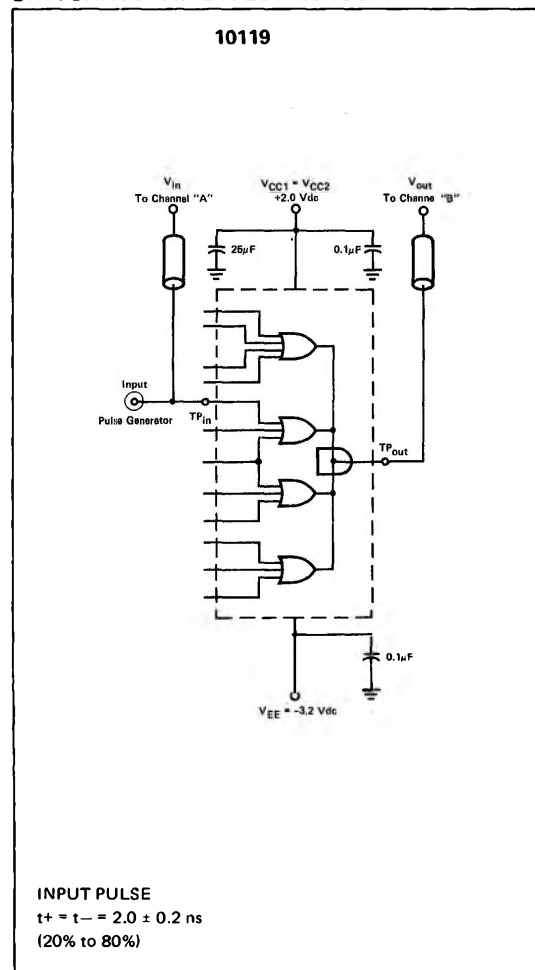 10119
V_in
To Channel "A"
V_CC1 = V_CC2
+2.0 Vdc
V_out
To Channe "B"
25μF
0.1μF
Input
Pulse Generator
TP_in
TP_out
0.1μF
V_EE = -3.2 Vdc
INPUT PULSE
t+ = t– = 2.0 ± 0.2 ns
(20% to 80%)